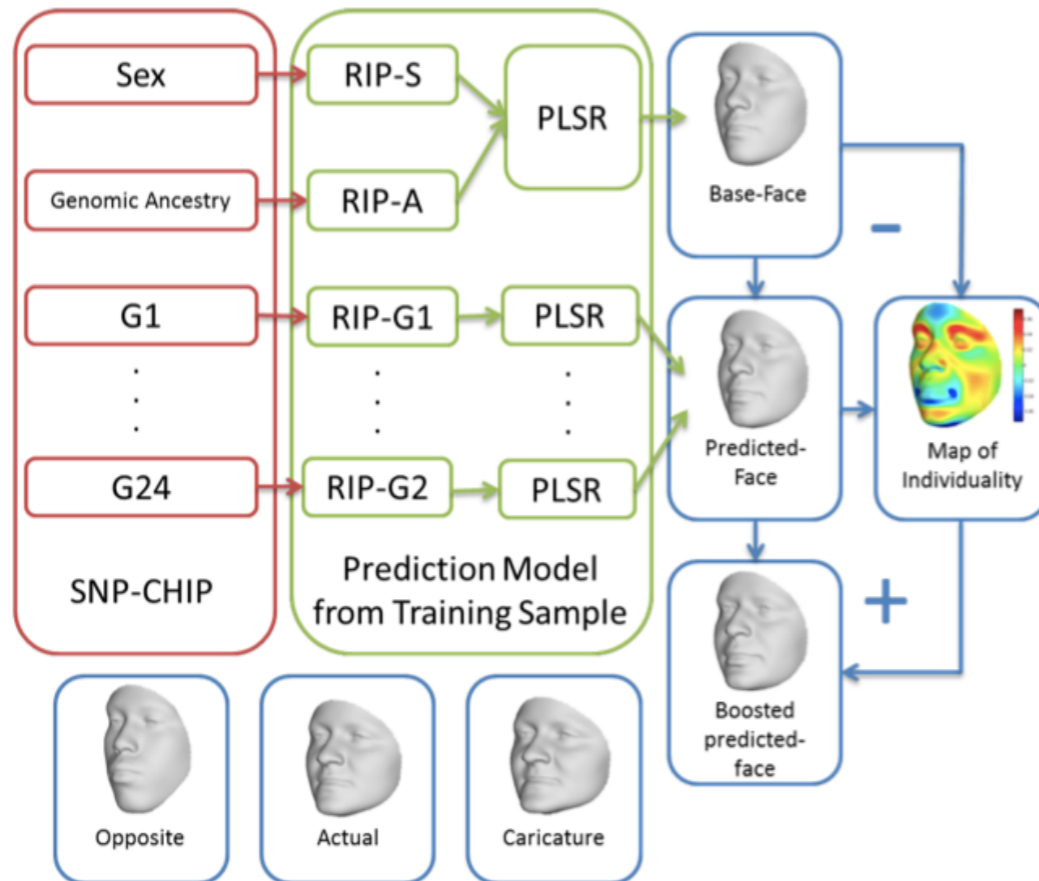 Sex
RIP-S
PLSR
Base-Face
Genomic Ancestry
RIP-A
−
G1
RIP-G1
PLSR
Predicted-
Face
Map of
Individuality
G24
RIP-G2
PLSR
SNP-CHIP
Prediction Model
from Training Sample
+
Boosted
predicted-
face
Opposite
Actual
Caricature